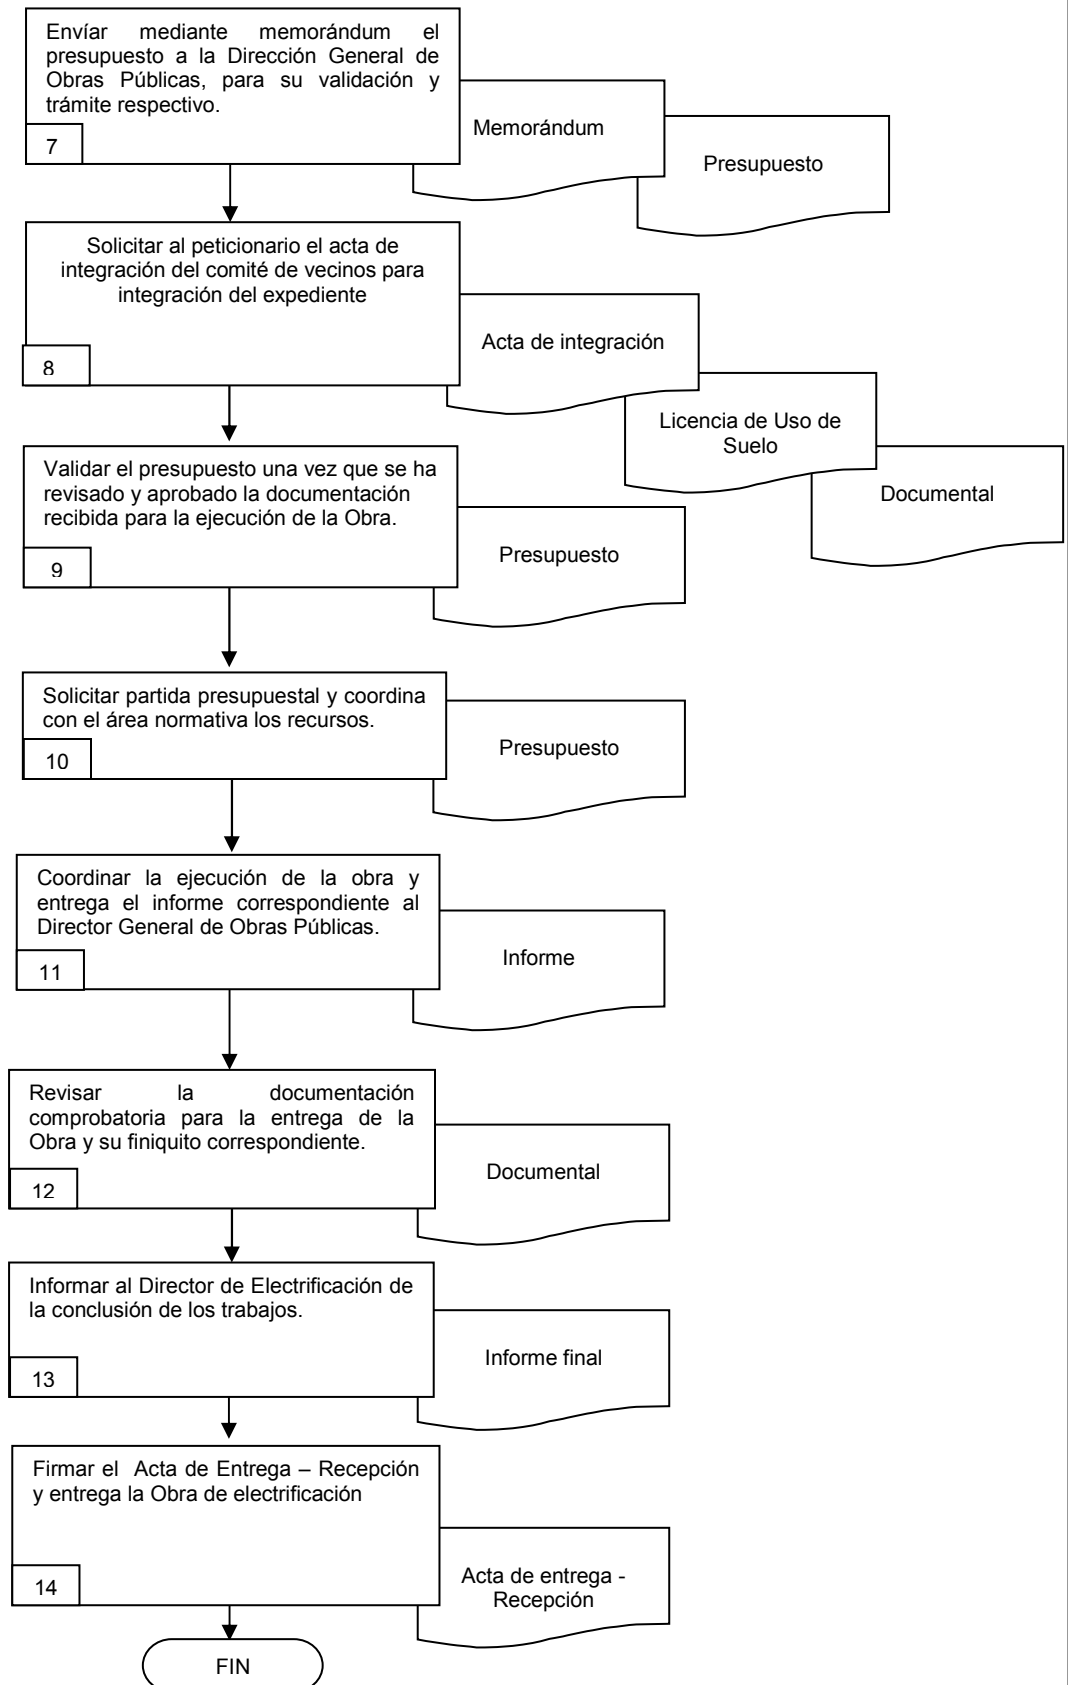 Envíar mediante memorándum el
presupuesto a la Dirección General de
Obras Públicas, para su validación y
trámite respectivo.
7
Memorándum
Presupuesto
Solicitar al peticionario el acta de
integración del comité de vecinos para
integración del expediente
8
Acta de integración
Licencia de Uso de
Suelo
Documental
Validar el presupuesto una vez que se ha
revisado y aprobado la documentación
recibida para la ejecución de la Obra.
9
Presupuesto
Solicitar partida presupuestal y coordina
con el área normativa los recursos.
10
Presupuesto
Coordinar la ejecución de la obra y
entrega el informe correspondiente al
Director General de Obras Públicas.
11
Informe
Revisar la documentación
comprobatoria para la entrega de la
Obra y su finiquito correspondiente.
12
Documental
Informar al Director de Electrificación de
la conclusión de los trabajos.
13
Informe final
Firmar el Acta de Entrega – Recepción
y entrega la Obra de electrificación
14
Acta de entrega -
Recepción
FIN